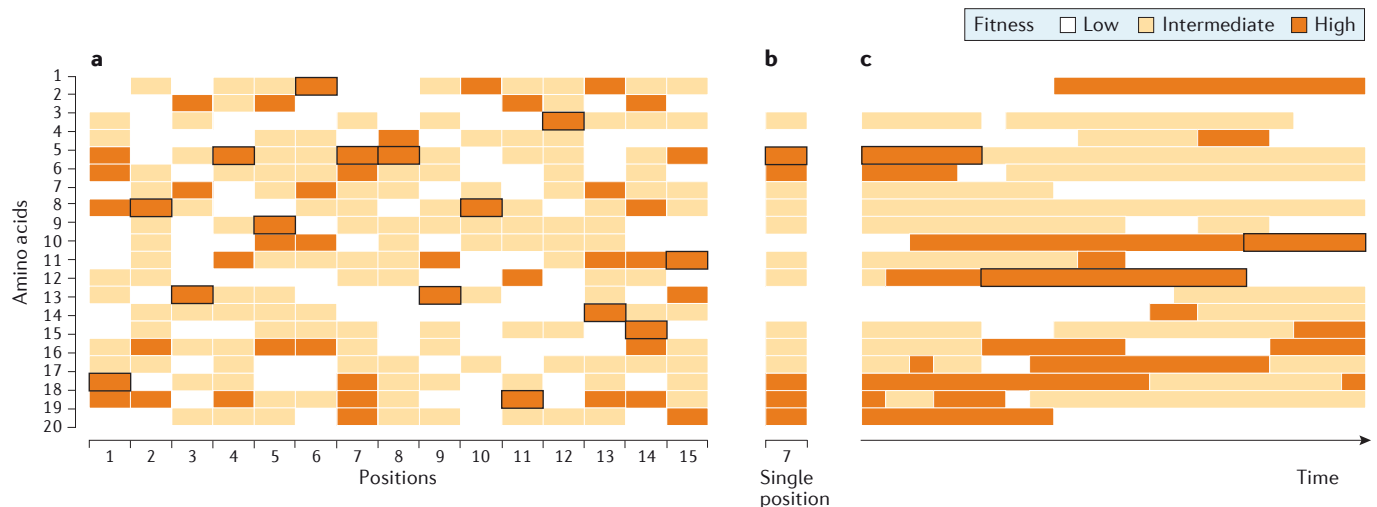 Fitness Low Intermediate High
a b c
Amino acids
1
2
3
4
5
6
7
8
9
10
11
12
13
14
15
16
17
18
19
20
1 2 3 4 5 6 7 8 9 10 11 12 13 14 15
Positions
7
Single
position
Time